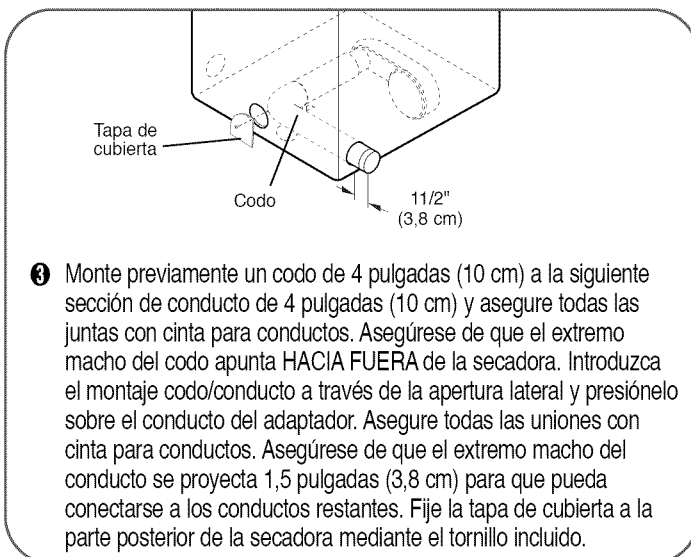 Tapa de
cubierta
Codo
11/2"
(3,8 cm)
❸ Monte previamente un codo de 4 pulgadas (10 cm) a la siguiente
sección de conducto de 4 pulgadas (10 cm) y asegure todas las
juntas con cinta para conductos. Asegúrese de que el extremo
macho del codo apunta HACIA FUERA de la secadora. Introduzca
el montaje codo/conducto a través de la apertura lateral y presiónelo
sobre el conducto del adaptador. Asegure todas las uniones con
cinta para conductos. Asegúrese de que el extremo macho del
conducto se proyecta 1,5 pulgadas (3,8 cm) para que pueda
conectarse a los conductos restantes. Fije la tapa de cubierta a la
parte posterior de la secadora mediante el tornillo incluido.